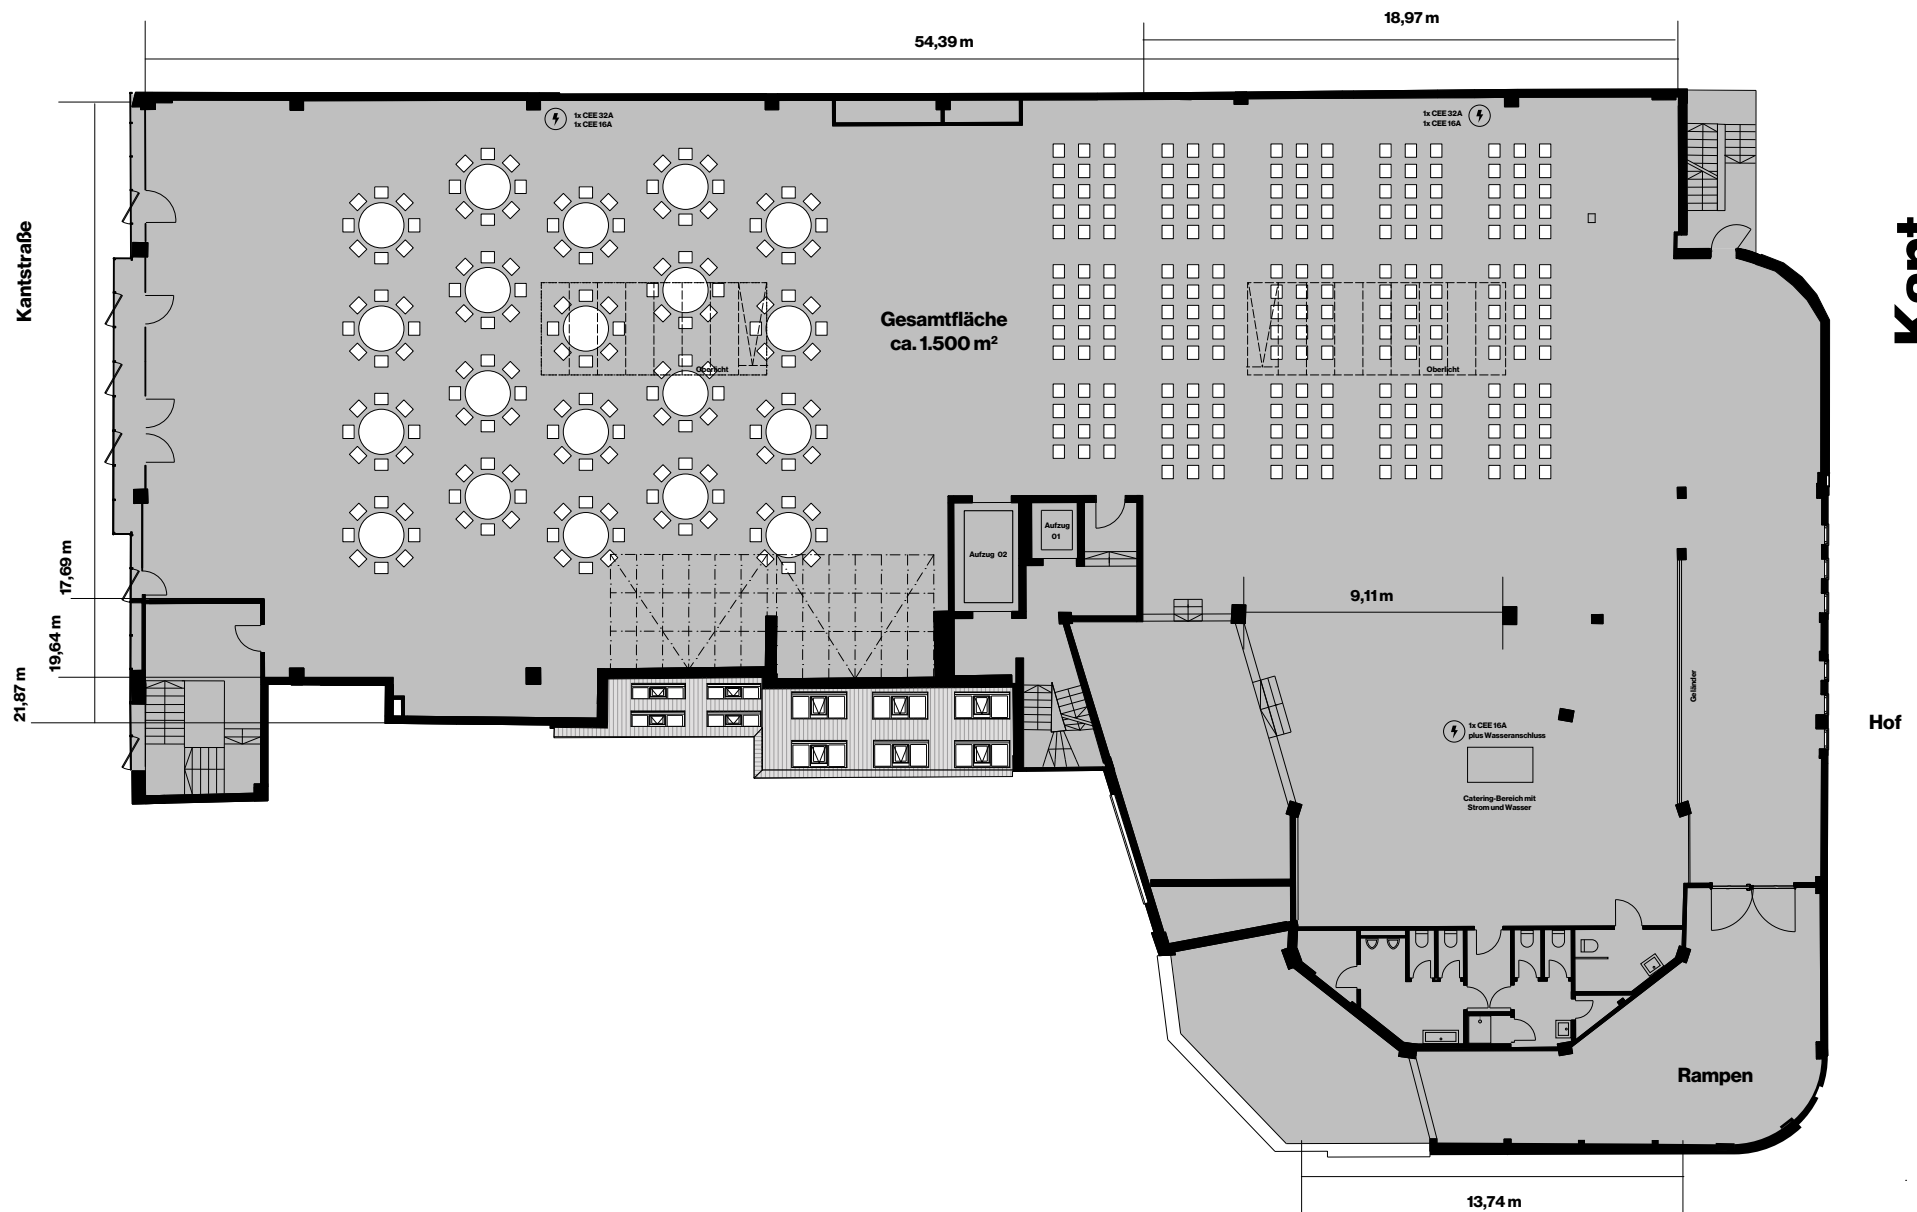 18,97 m
54,39 m
1x CEE 32A
1x CEE 16A
1x CEE 32A
1x CEE 16A
Kantstraße
Kant
Gesamtfläche
ca. 1.500 m²
Oberlicht
Oberlicht
Aufzug
01
Aufzug 02
17,69 m
19,64 m
21,87 m
9,11 m
Geländer
1x CEE 16A
plus Wasseranschluss
Hof
Catering-Bereich mit
Strom und Wasser
Rampen
13,74 m